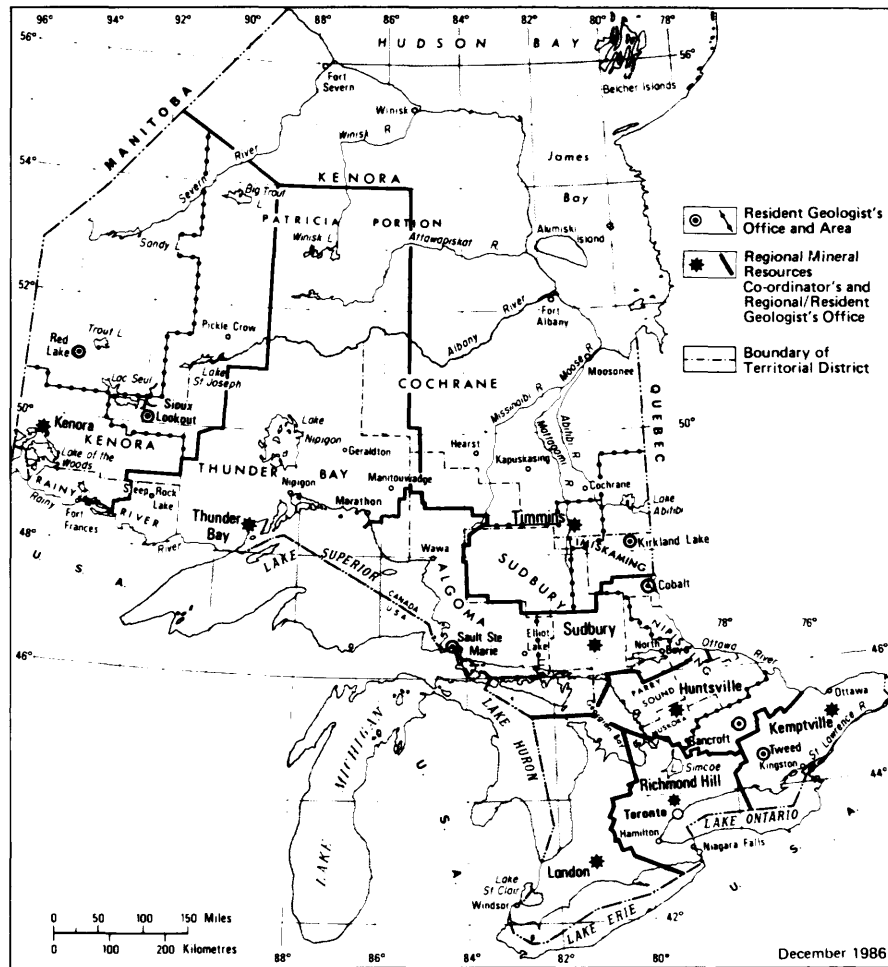 96° 94° 92° 90° 88° 86° 84° 82° 80° 79° 78°
HUDSON BAY
56°
56°
Belcher Islands
Fort Severn
Winisk
Winisk R
MANITOBA
54°
Severn River
KENORA
James Bay
Big Trout L
PATRICIA PORTION
Attawapiskat R
Winisk L
Sandy L
Akimiski Island
52°
Resident Geologist's
Office and Area
Regional Mineral
Resources
Co-ordinator's and
Regional/Resident
Geologist's Office
Boundary of
Territorial District
Pickle Crow
Albany River
Fort Albany
Trout L
Red Lake
Lake St Joseph
Moose R
Moosonee
Lac Seul
COCHRANE
Missinaibi R
QUEBEC
Sioux Lookout
50°
50°
Kenora
KENORA
Lake Nipigon
Mattagami R
Abitibi R
Hearst
Geraldton
Kapuskasing
Lake of the Woods
THUNDER BAY
Manitouwadge
Cochrane
RAINY RIVER
Steep Rock Lake
Nipigon
Marathon
Lake Abitibi
Rainy River
Fort Frances
Thunder Bay
Timmins
48°
Kirkland Lake
TIMISKAMING
U. S. A.
LAKE SUPERIOR
Wawa
SUDBURY
Cobalt
CANADA
USA
ALGOMA
78° 76°
46°
Sault Ste Marie
Elliot Lake
Sudbury
NIPISSING
North Bay
Ottawa River
46°
PARRY SOUND
Huntsville
Ottawa
MUSKOKA
Kemptville
LAKE HURON
Georgian Bay
Bancroft
Tweed
St Lawrence R
Kingston
LAKE MICHIGAN
L Simcoe
44°
Richmond Hill
U. S. A.
Toronto
LAKE ONTARIO
Hamilton
Niagara Falls
U. S. A.
London
Lake St Clair
Windsor
LAKE ERIE
42°
0 50 100 150 Miles
0 100 200 Kilometres
88° 86° 84° 82° 80°
December 1986